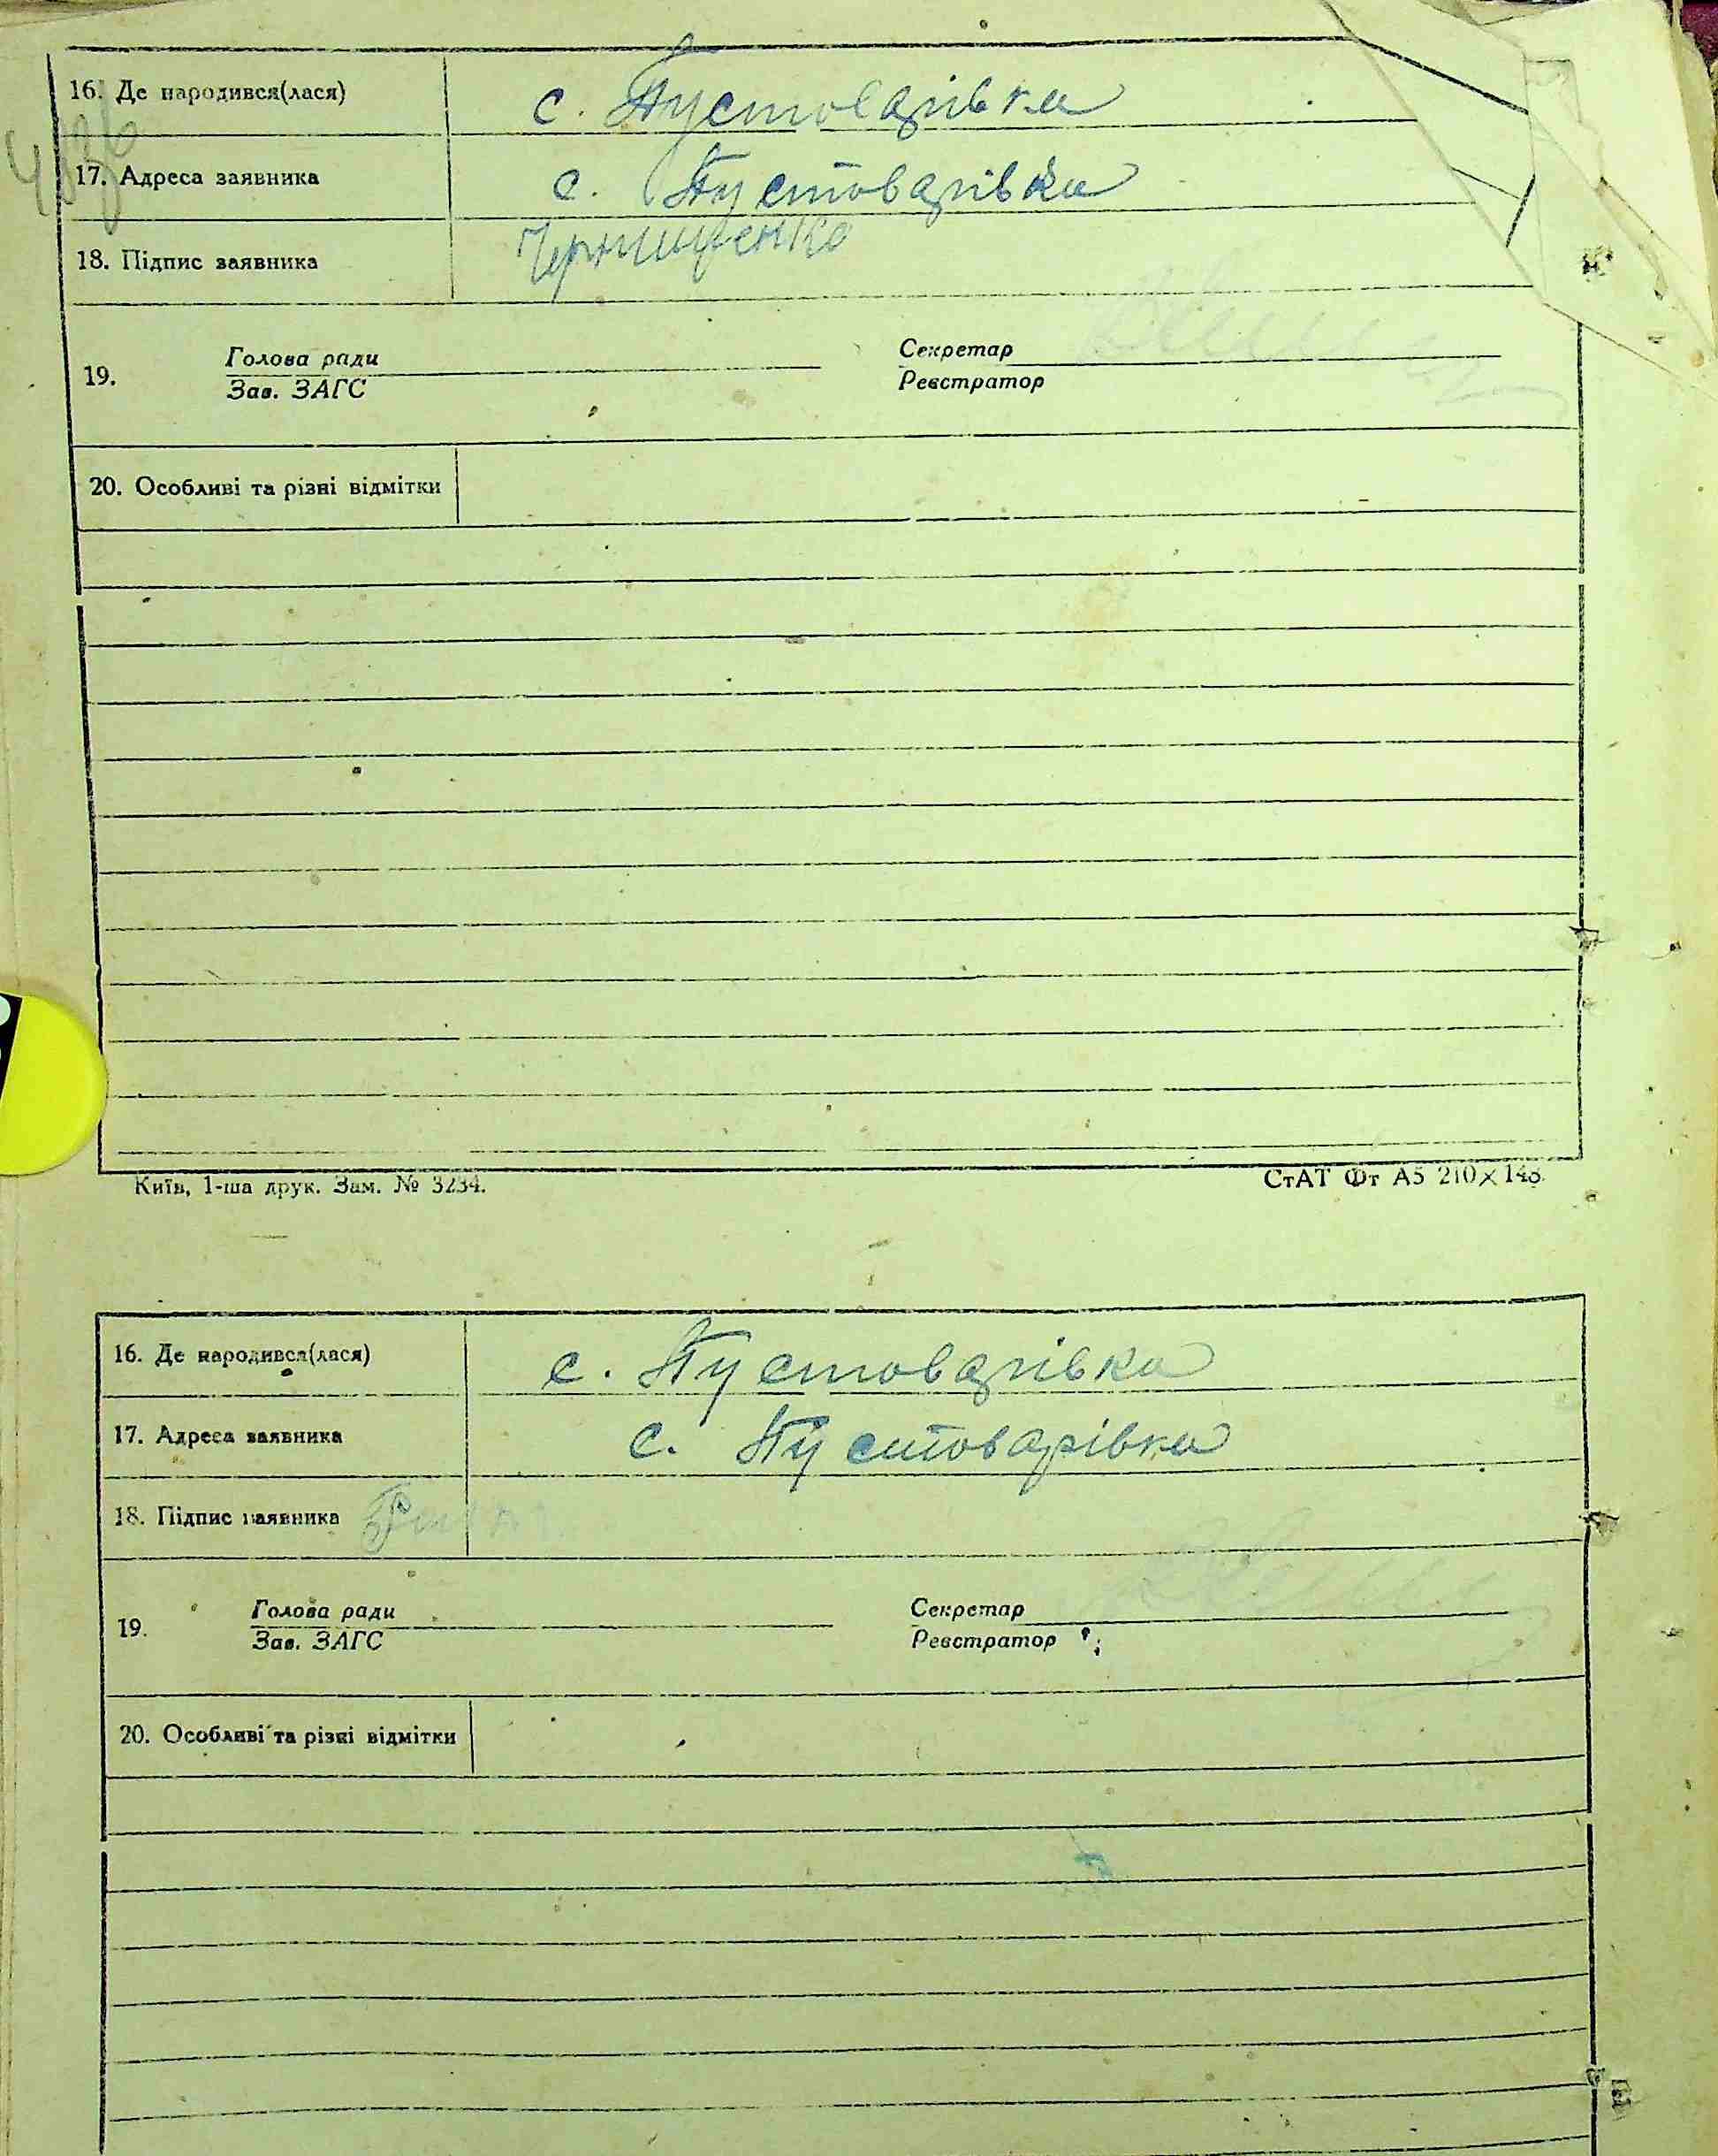 16. Де народився(лася) с. Пустоварівка
17. Адреса заявника с. Пустоварівка
18. Підпис заявника
19. Голова ради Секретар
Зав. ЗАГС Реєстратор
20. Особливі та різні відмітки
Київ, 1-ша друк. Зам. № 3234. СтАТ Фт А5 210×148.
16. Де народився(лася) с. Пустоварівка
17. Адреса заявника с. Пустоварівка
18. Підпис заявника
19. Голова ради Секретар
Зав. ЗАГС Реєстратор
20. Особливі та різні відмітки